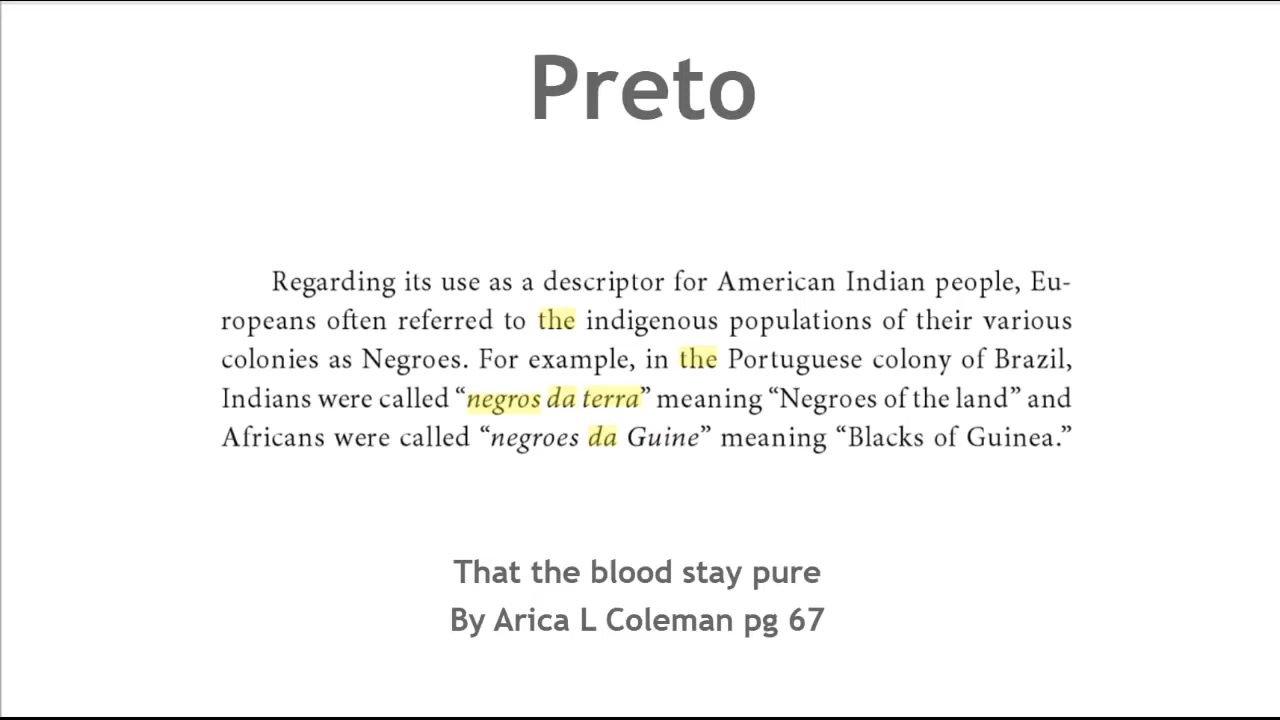 Preto
Regarding its use as a descriptor for American Indian people, Eu-
ropeans often referred to the indigenous populations of their various
colonies as Negroes. For example, in the Portuguese colony of Brazil,
Indians were called “negros da terra” meaning “Negroes of the land” and
Africans were called “negroes da Guine” meaning “Blacks of Guinea.”
That the blood stay pure
By Arica L Coleman pg 67